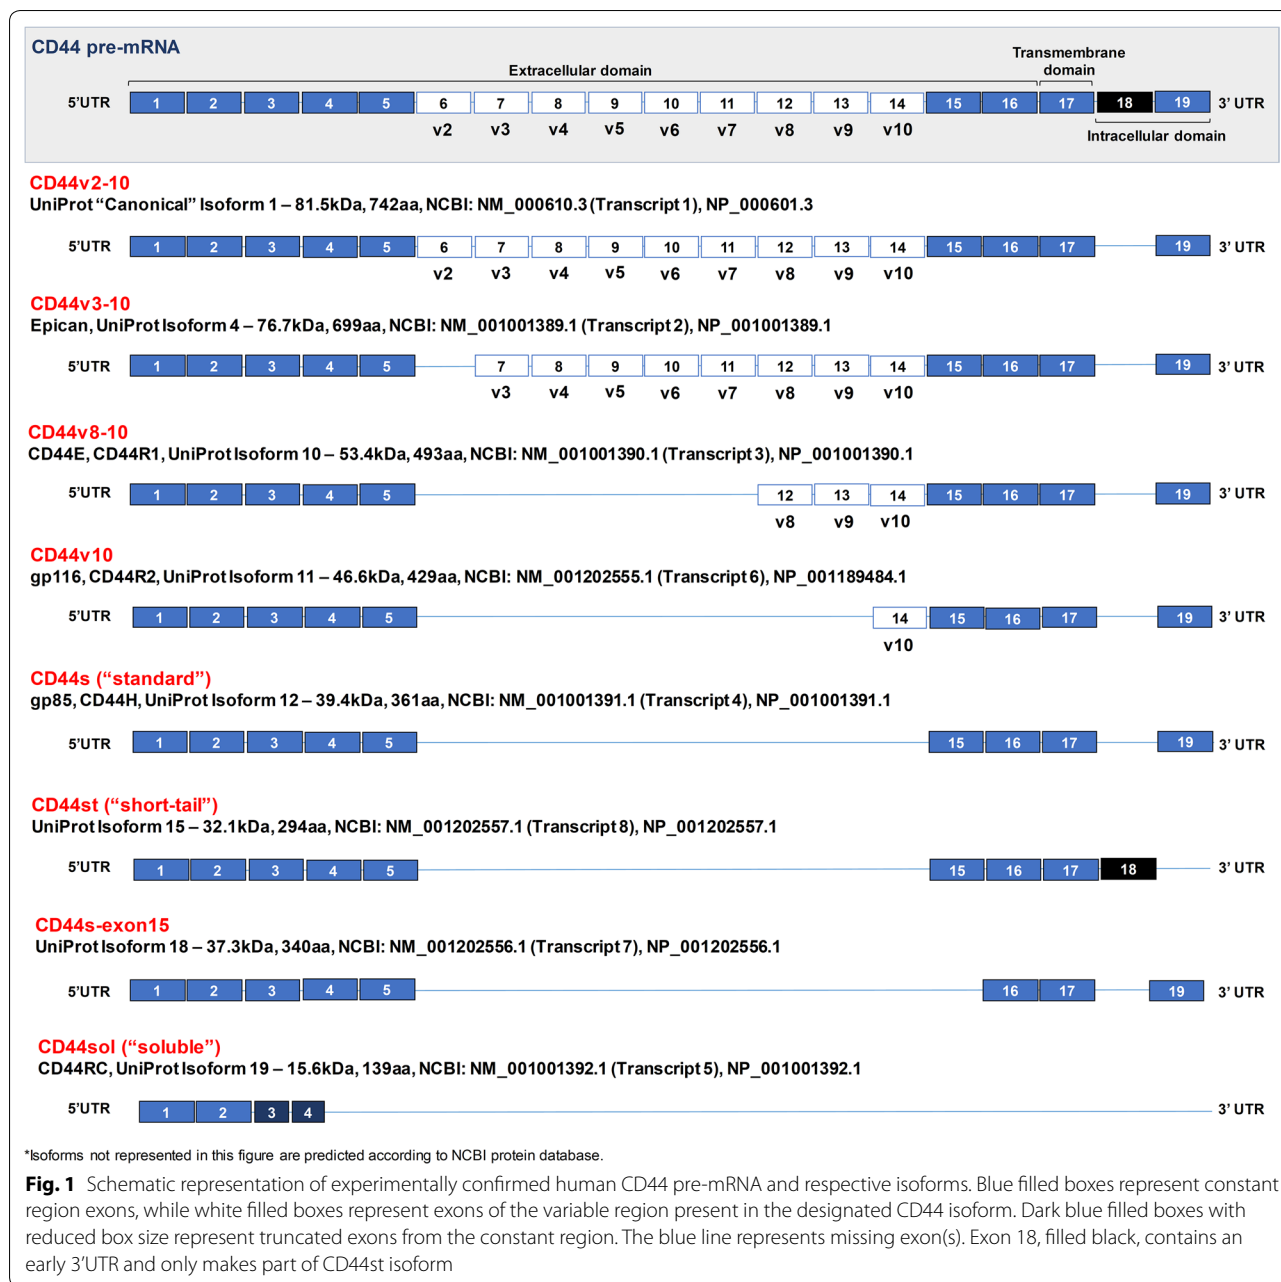 CD44 pre-mRNA
Extracellular domain
Transmembrane
domain
5'UTR 1 2 3 4 5 6 7 8 9 10 11 12 13 14 15 16 17 18 19 3' UTR
v2 v3 v4 v5 v6 v7 v8 v9 v10
Intracellular domain
CD44v2-10
UniProt “Canonical” Isoform 1 – 81.5kDa, 742aa, NCBI: NM_000610.3 (Transcript 1), NP_000601.3
5'UTR 1 2 3 4 5 6 7 8 9 10 11 12 13 14 15 16 17 19 3' UTR
v2 v3 v4 v5 v6 v7 v8 v9 v10
CD44v3-10
Epican, UniProt Isoform 4 – 76.7kDa, 699aa, NCBI: NM_001001389.1 (Transcript 2), NP_001001389.1
5'UTR 1 2 3 4 5 7 8 9 10 11 12 13 14 15 16 17 19 3' UTR
v3 v4 v5 v6 v7 v8 v9 v10
CD44v8-10
CD44E, CD44R1, UniProt Isoform 10 – 53.4kDa, 493aa, NCBI: NM_001001390.1 (Transcript 3), NP_001001390.1
5'UTR 1 2 3 4 5 12 13 14 15 16 17 19 3' UTR
v8 v9 v10
CD44v10
gp116, CD44R2, UniProt Isoform 11 – 46.6kDa, 429aa, NCBI: NM_001202555.1 (Transcript 6), NP_001189484.1
5'UTR 1 2 3 4 5 14 15 16 17 19 3' UTR
v10
CD44s (“standard”)
gp85, CD44H, UniProt Isoform 12 – 39.4kDa, 361aa, NCBI: NM_001001391.1 (Transcript 4), NP_001001391.1
5'UTR 1 2 3 4 5 15 16 17 19 3' UTR
CD44st (“short-tail”)
UniProt Isoform 15 – 32.1kDa, 294aa, NCBI: NM_001202557.1 (Transcript 8), NP_001202557.1
5'UTR 1 2 3 4 5 15 16 17 18 3' UTR
CD44s-exon15
UniProt Isoform 18 – 37.3kDa, 340aa, NCBI: NM_001202556.1 (Transcript 7), NP_001202556.1
5'UTR 1 2 3 4 5 16 17 19 3' UTR
CD44sol (“soluble”)
CD44RC, UniProt Isoform 19 – 15.6kDa, 139aa, NCBI: NM_001001392.1 (Transcript 5), NP_001001392.1
5'UTR 1 2 3 4 3' UTR
*Isoforms not represented in this figure are predicted according to NCBI protein database.
Fig. 1 Schematic representation of experimentally confirmed human CD44 pre-mRNA and respective isoforms. Blue filled boxes represent constant
region exons, while white filled boxes represent exons of the variable region present in the designated CD44 isoform. Dark blue filled boxes with
reduced box size represent truncated exons from the constant region. The blue line represents missing exon(s). Exon 18, filled black, contains an
early 3'UTR and only makes part of CD44st isoform